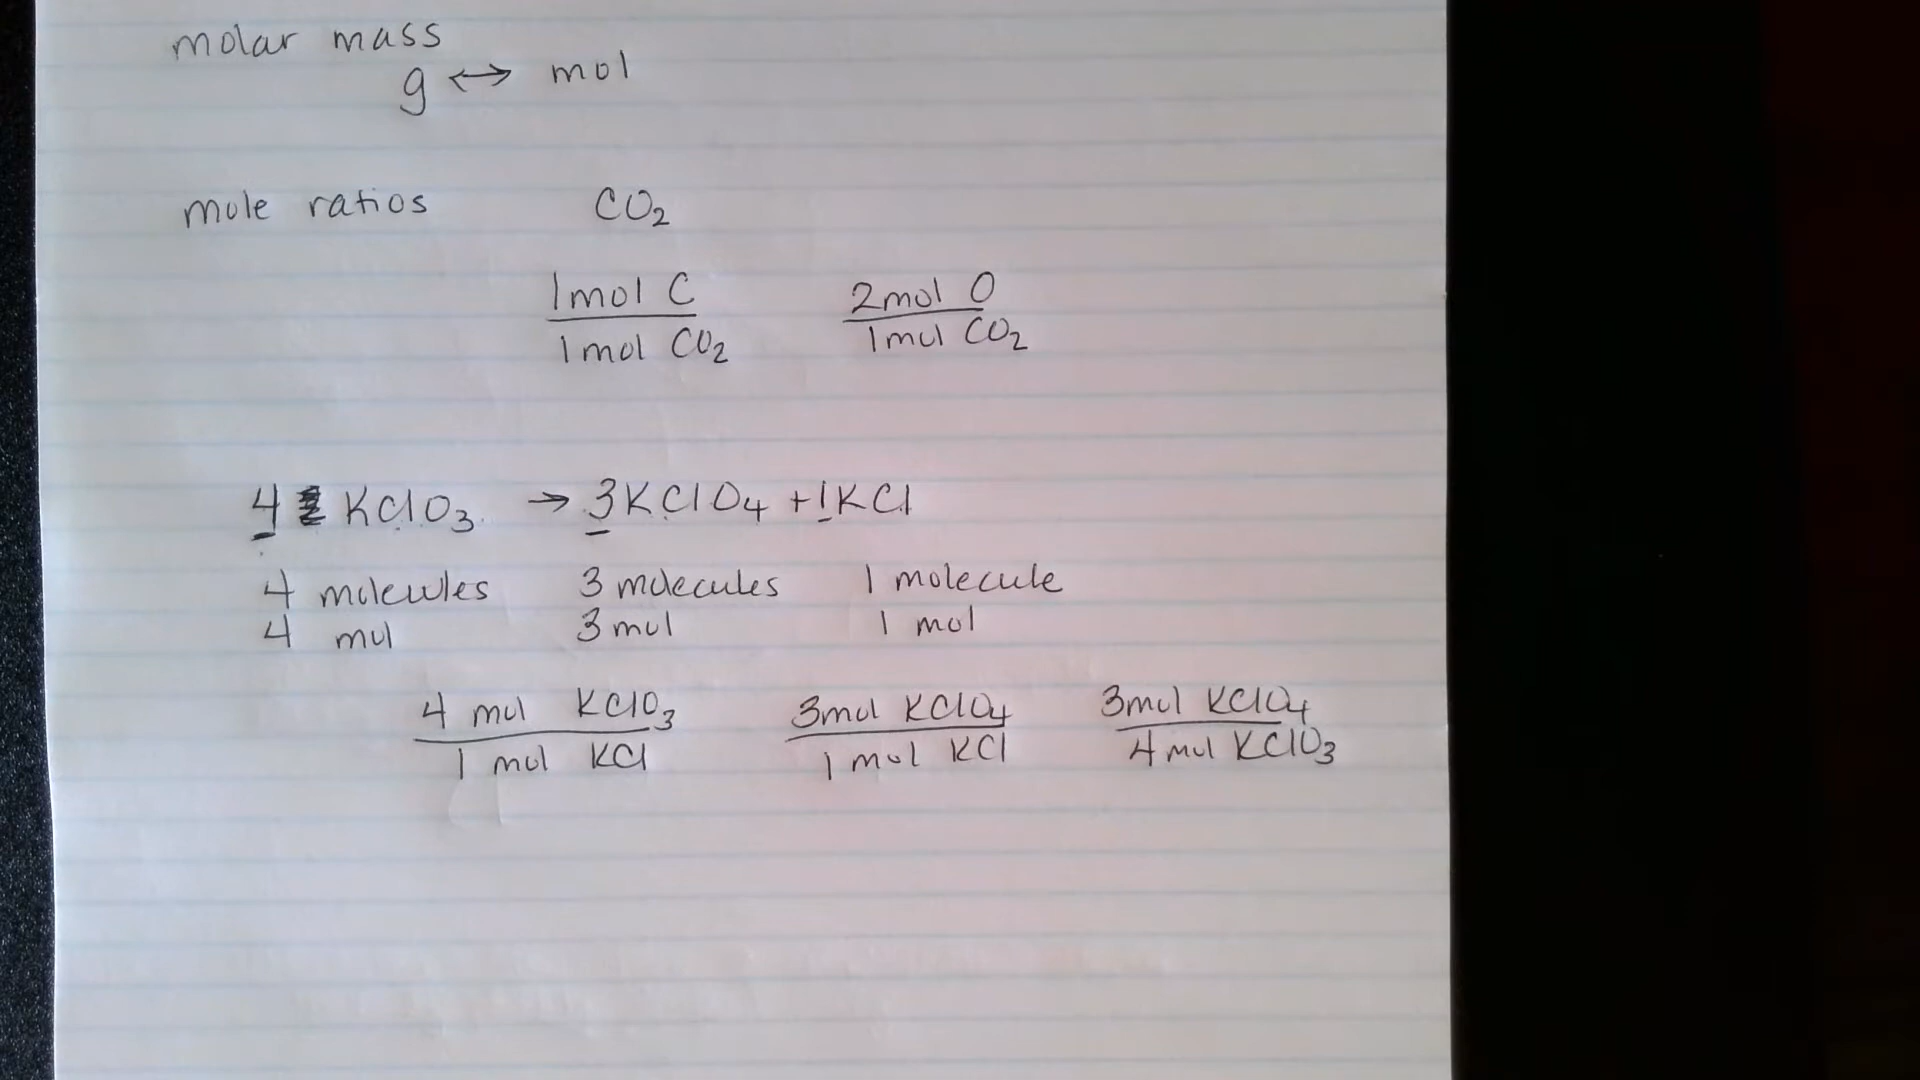 molar mass
g ↔ mol
mole ratios CO₂
1mol C 2mol O
1mol CO₂ 1mol CO₂
4 KClO₃ → 3KClO₄ + 1KCl
4 molecules 3 molecules 1 molecule
4 mol 3 mol 1 mol
4 mol KClO₃ 3mol KClO₄ 3mol KClO₄
1 mol KCl 1 mol KCl 4 mol KClO₃